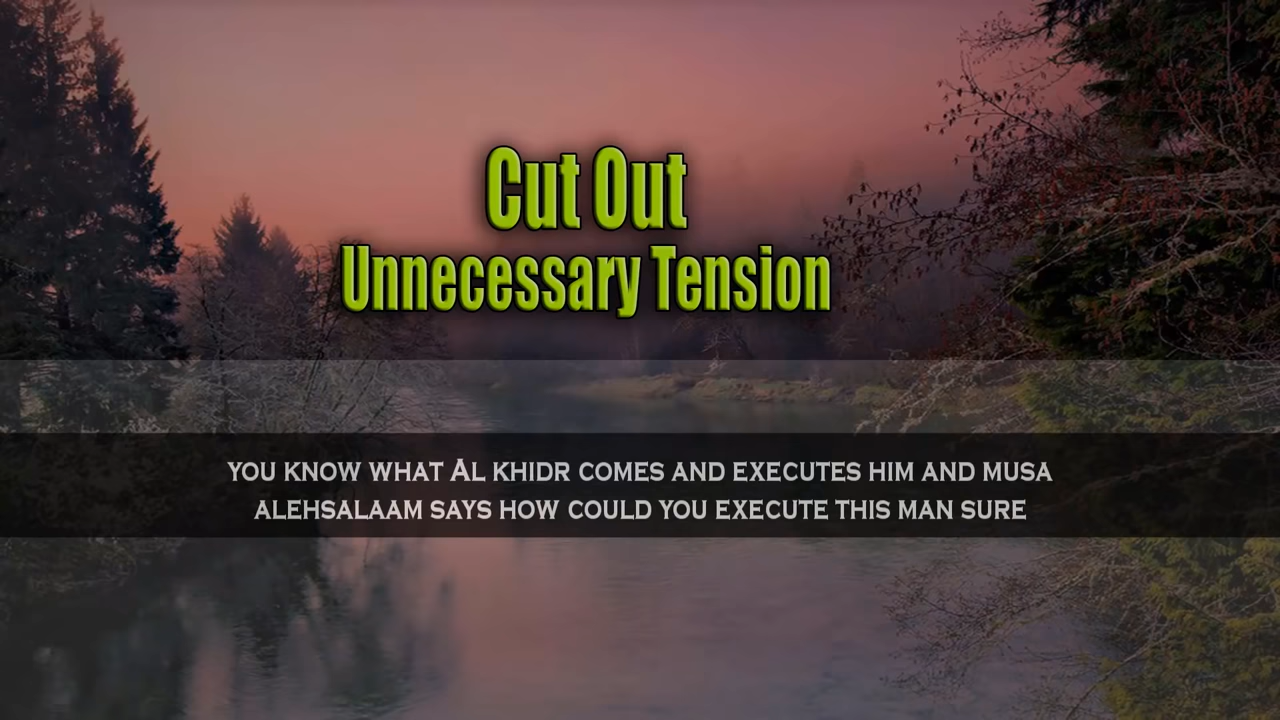 Cut Out
Unnecessary Tension
YOU KNOW WHAT AL KHIDR COMES AND EXECUTES HIM AND MUSA
ALEHSALAAM SAYS HOW COULD YOU EXECUTE THIS MAN SURE